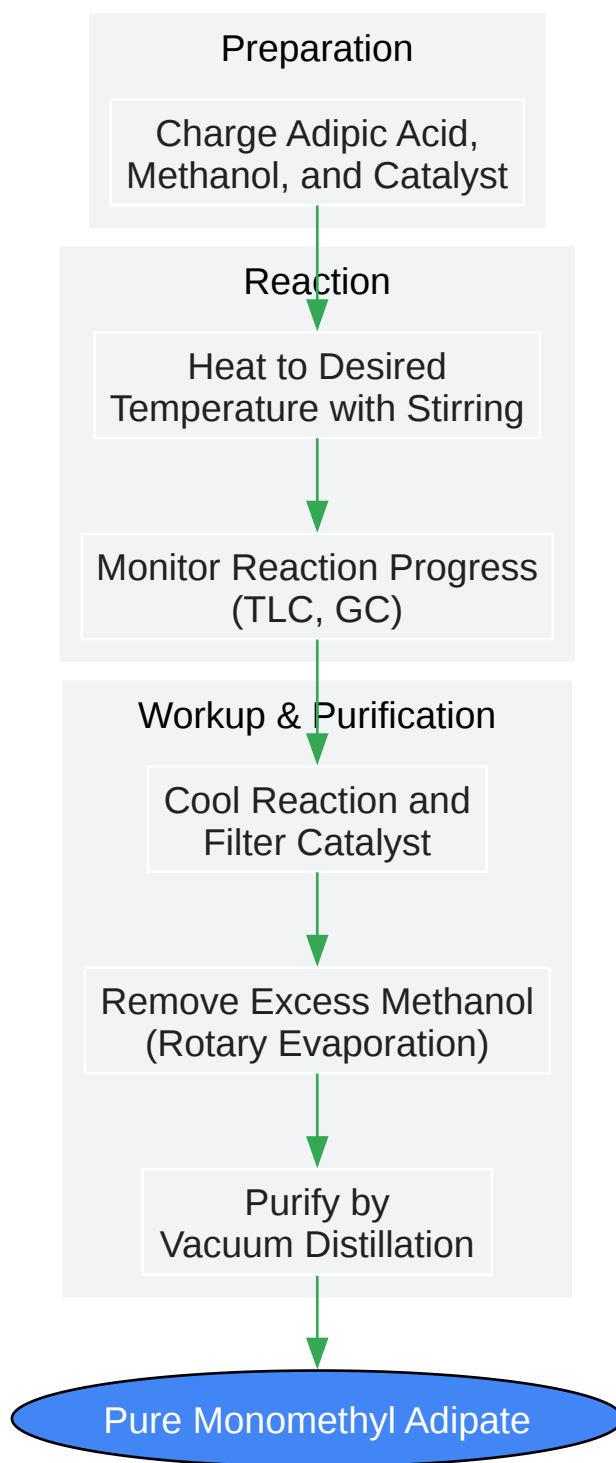 Preparation
Charge Adipic Acid,
Methanol, and Catalyst
Reaction
Heat to Desired
Temperature with Stirring
Monitor Reaction Progress
(TLC, GC)
Workup & Purification
Cool Reaction and
Filter Catalyst
Remove Excess Methanol
(Rotary Evaporation)
Purify by
Vacuum Distillation
Pure Monomethyl Adipate